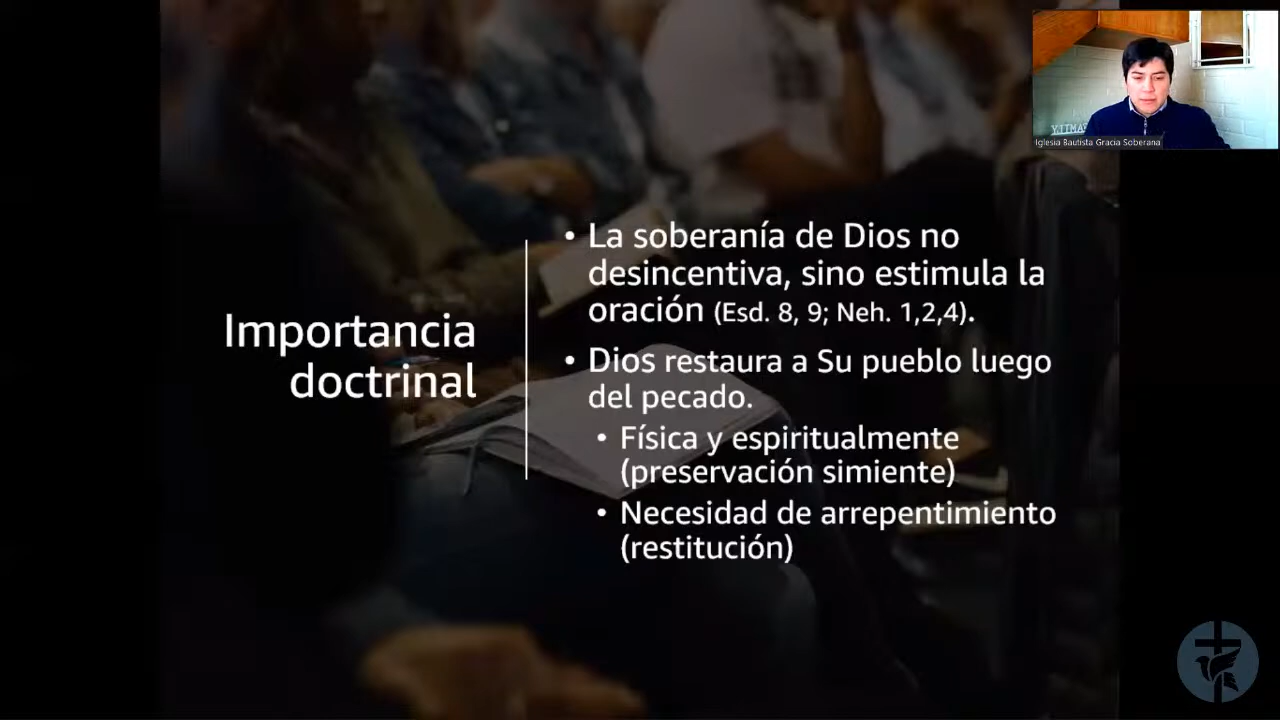 Iglesia Bautista Gracia Soberana
Importancia
doctrinal
• La soberanía de Dios no
desincentiva, sino estimula la
oración (Esd. 8, 9; Neh. 1,2,4).
• Dios restaura a Su pueblo luego
del pecado.
• Física y espiritualmente
(preservación simiente)
• Necesidad de arrepentimiento
(restitución)